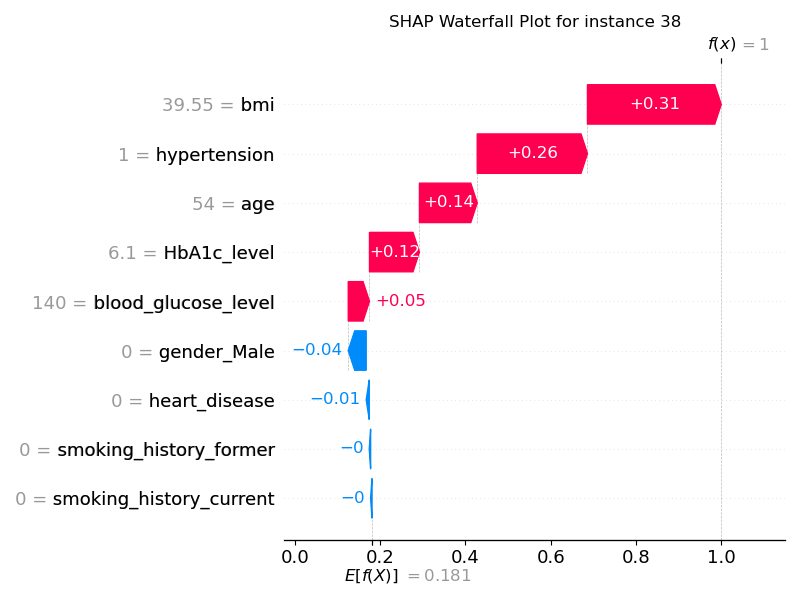 SHAP Waterfall Plot for instance 38
f(x) = 1
39.55 = bmi +0.31
1 = hypertension +0.26
54 = age +0.14
6.1 = HbA1c_level +0.12
140 = blood_glucose_level +0.05
0 = gender_Male −0.04
0 = heart_disease −0.01
0 = smoking_history_former −0
0 = smoking_history_current −0
0.0 0.2 0.4 0.6 0.8 1.0
E[f(X)] = 0.181